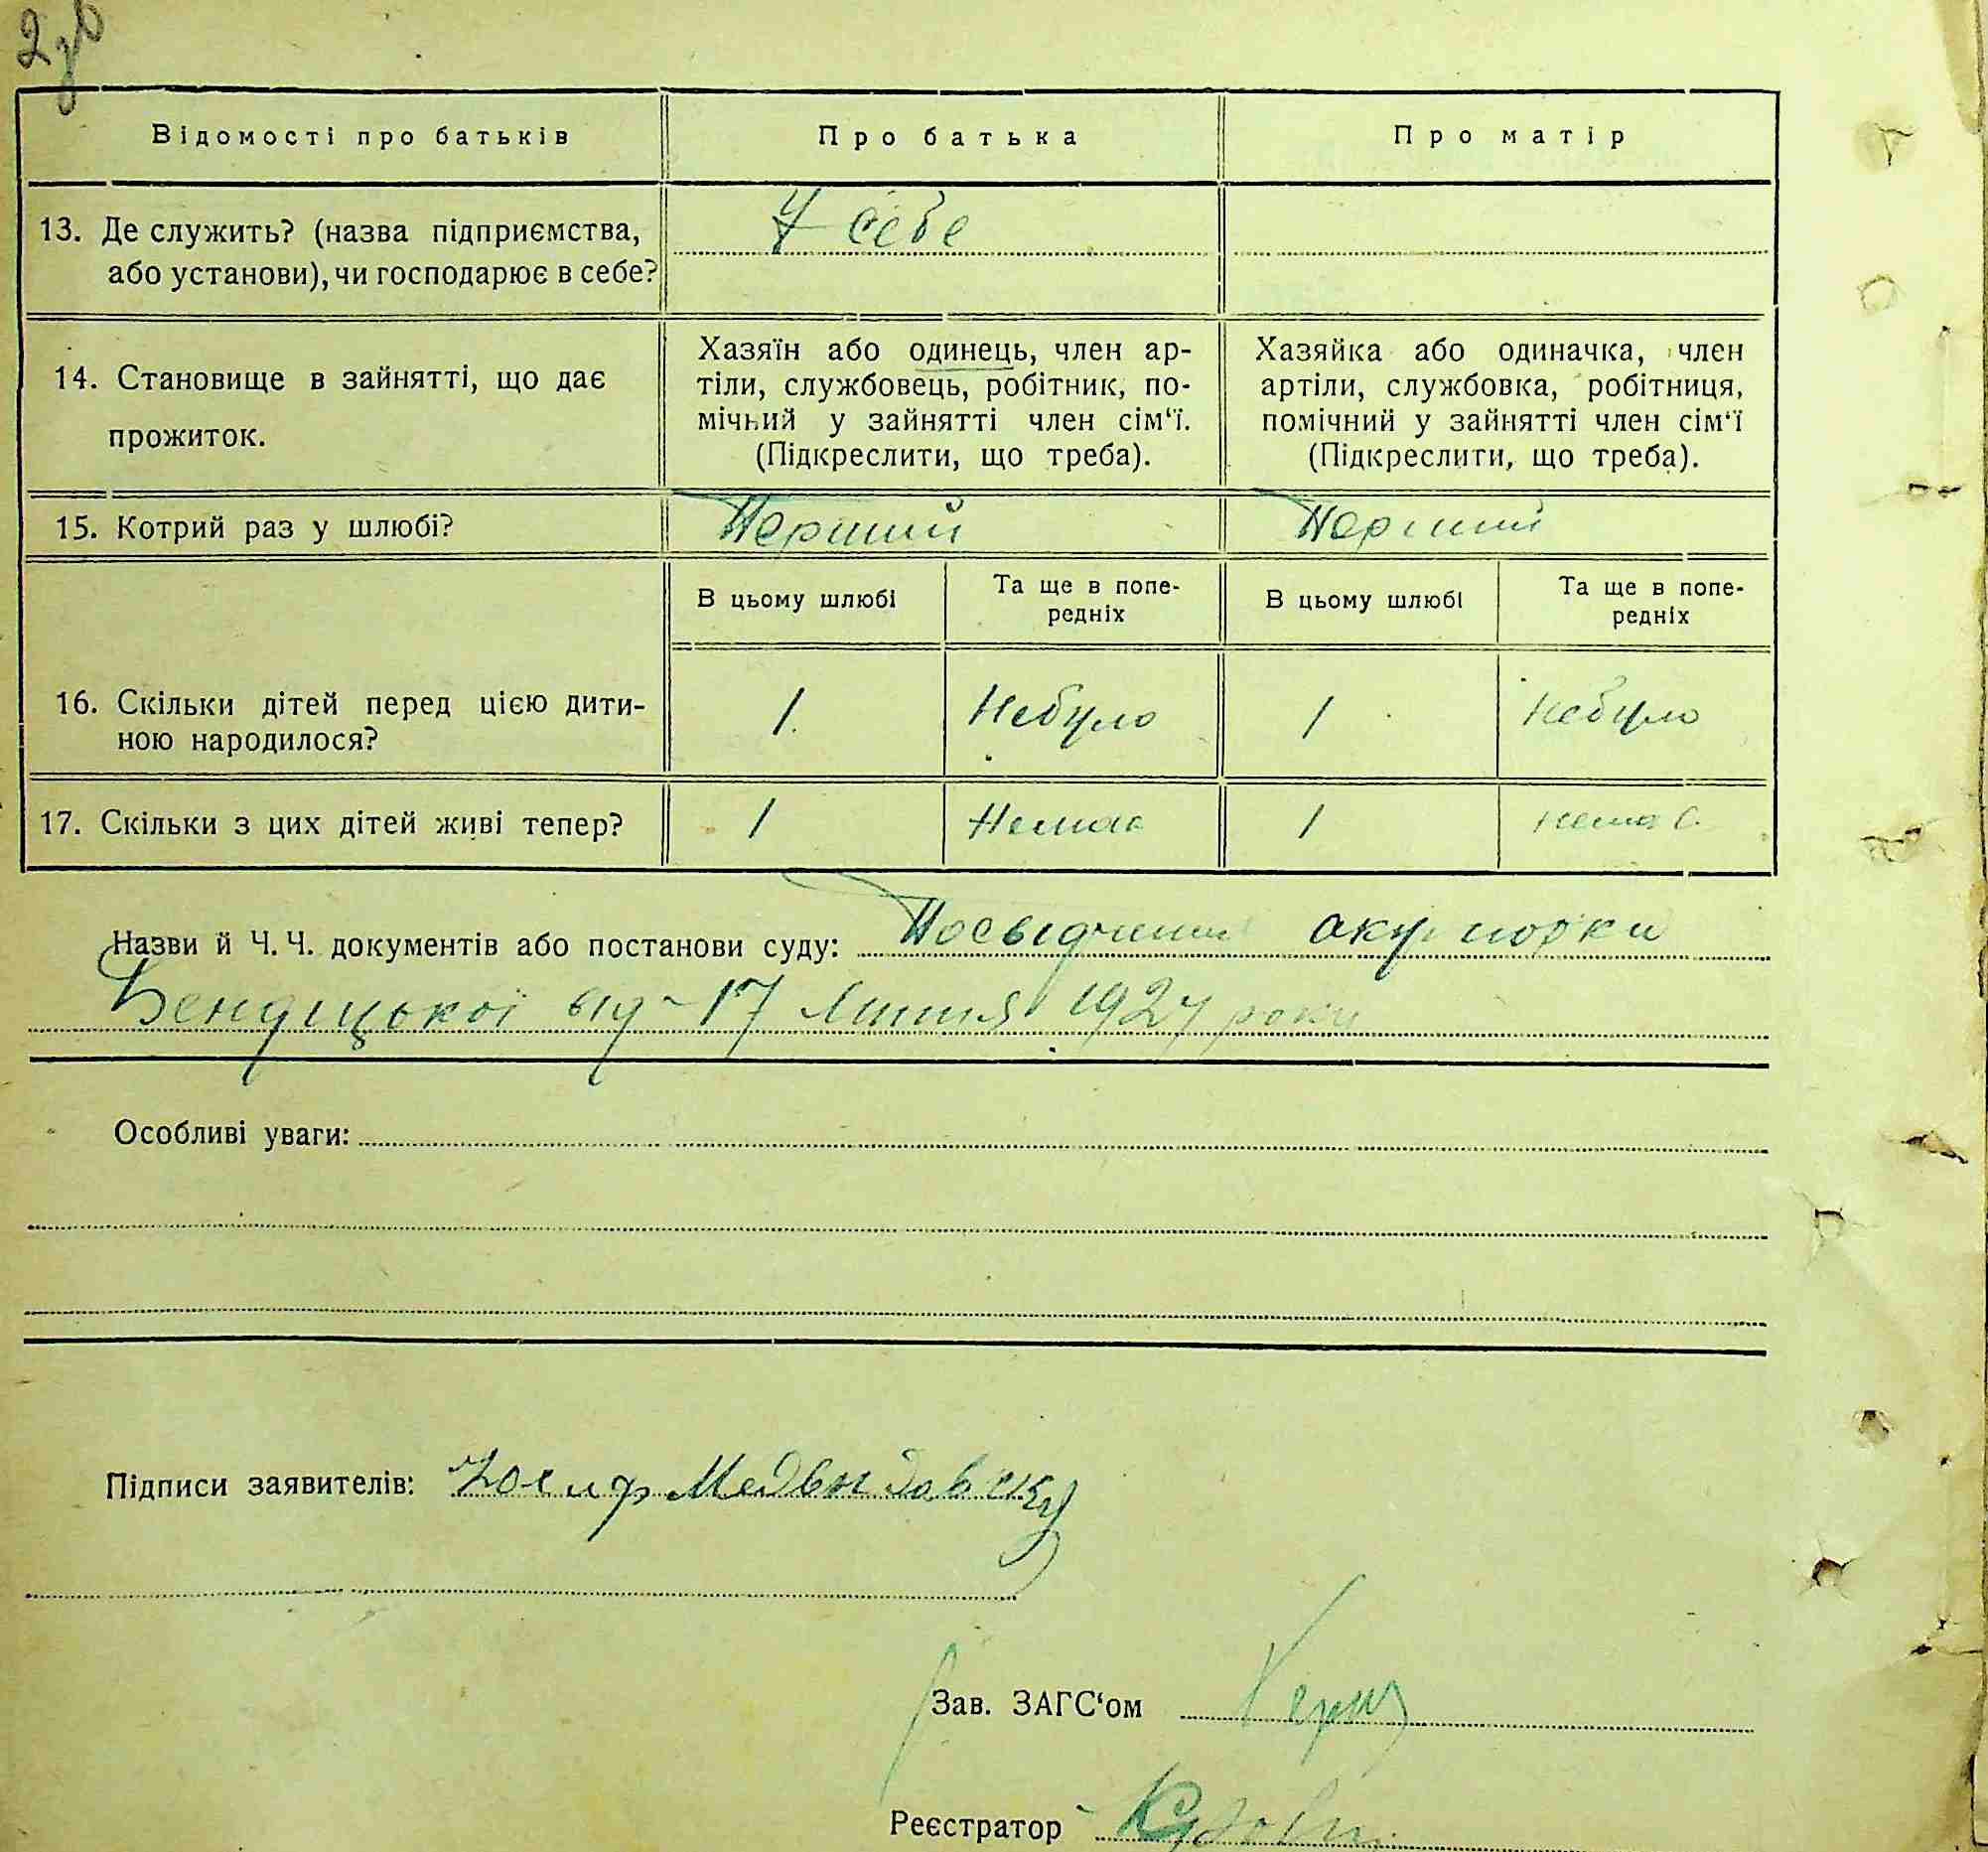 2зв
Відомості про батьків
Про батька
Про матір
13. Де служить? (назва підприємства,
або установи), чи господарює в себе?
У себе
14. Становище в зайнятті, що дає
прожиток.
Хазяїн або одинець, член ар-
тіли, службовець, робітник, по-
мічний у зайнятті член сім‘ї.
(Підкреслити, що треба).
Хазяйка або одиначка, член
артіли, службовка, робітниця,
помічний у зайнятті член сім‘ї
(Підкреслити, що треба).
15. Котрий раз у шлюбі?
Перший
Перший
В цьому шлюбі
Та ще в попе-
редніх
В цьому шлюбі
Та ще в попе-
редніх
16. Скільки дітей перед цією дити-
ною народилося?
1
Небуло
1
Небуло
17. Скільки з цих дітей живі тепер?
1
Немає
1
немає
Назви й Ч. Ч. документів або постанови суду: Посвідчення акушорки
від 17 Липня 1927 року
Особливі уваги:
Підписи заявителів:
Зав. ЗАГС‘ом
Реєстратор